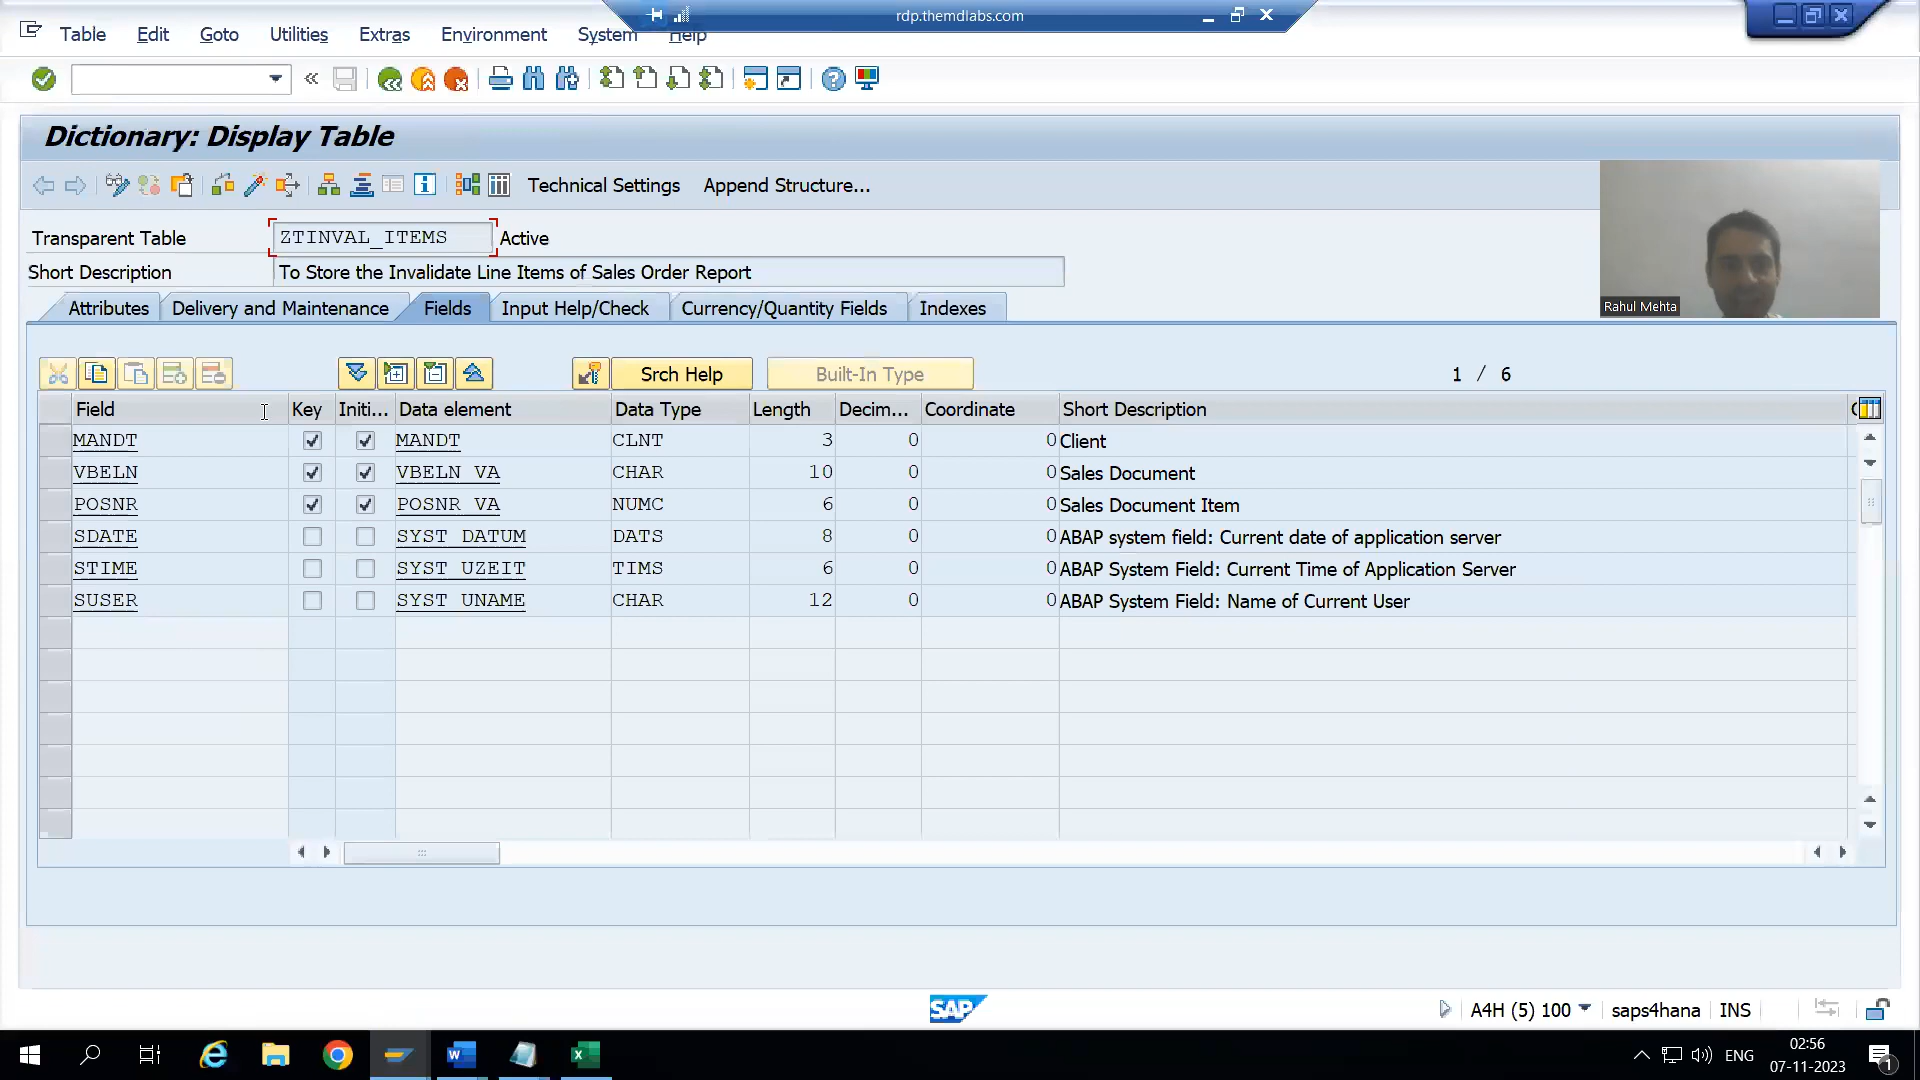 rdp.themdlabs.com
Table Edit Goto Utilities Extras Environment System Help
Dictionary: Display Table
Technical Settings Append Structure...
Transparent Table ZTINVAL_ITEMS Active
Short Description To Store the Invalidate Line Items of Sales Order Report
Rahul Mehta
Attributes Delivery and Maintenance Fields Input Help/Check Currency/Quantity Fields Indexes
Srch Help Built-In Type 1 / 6
Field Key Initi... Data element Data Type Length Decim... Coordinate Short Description
MANDT MANDT CLNT 3 0 0 Client
VBELN VBELN_VA CHAR 10 0 0 Sales Document
POSNR POSNR_VA NUMC 6 0 0 Sales Document Item
SDATE SYST_DATUM DATS 8 0 0 ABAP system field: Current date of application server
STIME SYST_UZEIT TIMS 6 0 0 ABAP System Field: Current Time of Application Server
SUSER SYST_UNAME CHAR 12 0 0 ABAP System Field: Name of Current User
SAP A4H (5) 100 saps4hana INS
ENG 02:56
07-11-2023 1